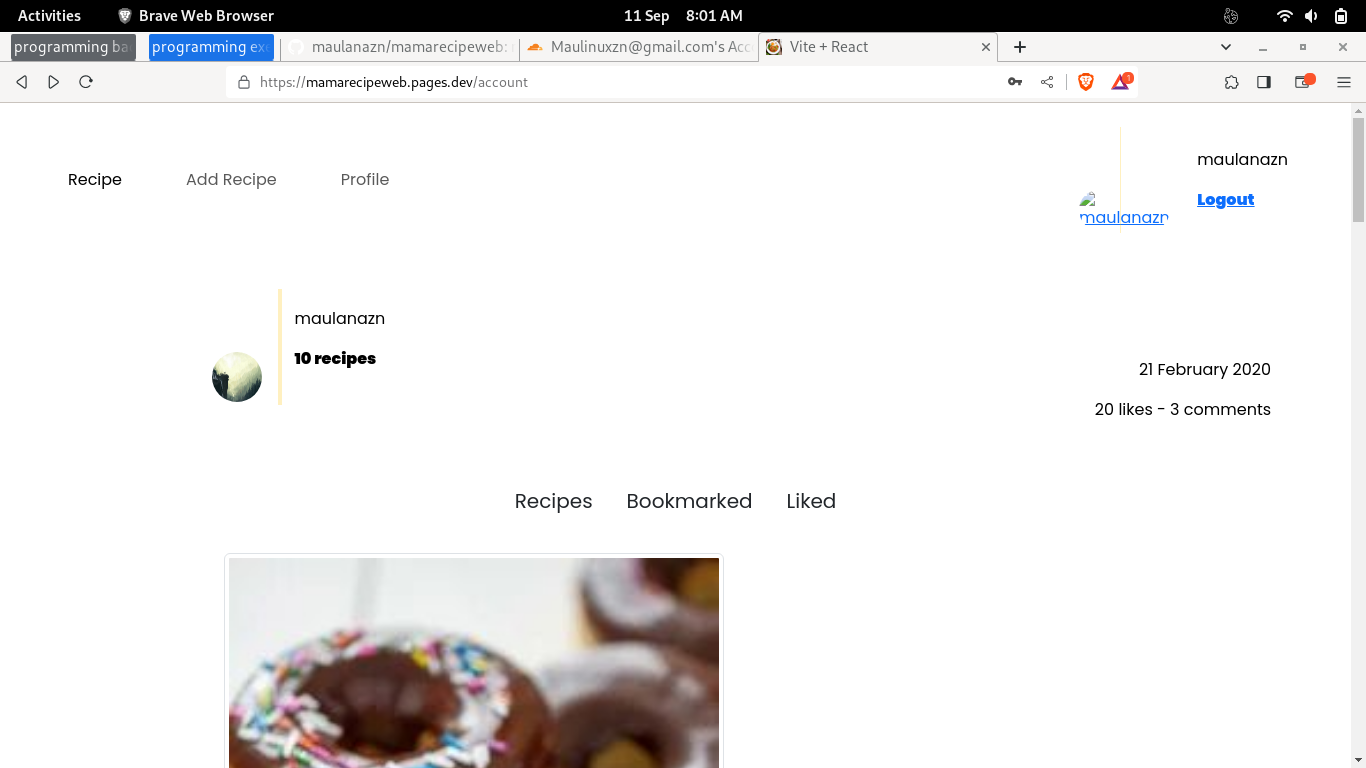 Activities Brave Web Browser 11 Sep 8:01 AM
programming ba programming exe maulanazn/mamarecipeweb: Maulinuxzn@gmail.com's Acc Vite + React
https://mamarecipeweb.pages.dev/account 1
Recipe Add Recipe Profile
maulanazn
Logout
maulanazn
maulanazn
10 recipes
21 February 2020
20 likes - 3 comments
Recipes Bookmarked Liked